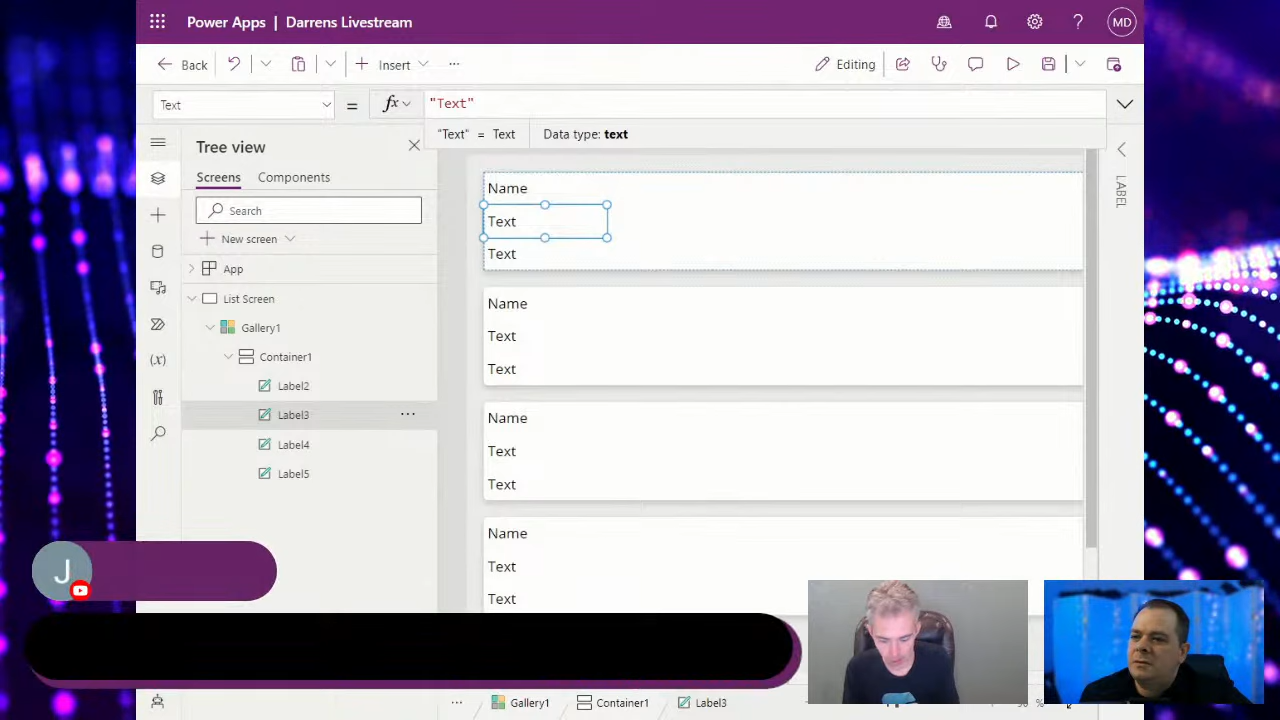 Power Apps | Darrens Livestream
MD
Back
Insert
Editing
Text
=
fx
"Text"
"Text" = Text
Data type: text
Tree view
Screens
Components
Search
New screen
App
List Screen
Gallery1
Container1
Label2
Label3
Label4
Label5
Name
Text
Text
Name
Text
Text
Name
Text
Text
Name
Text
Text
LABEL
J
Gallery1
Container1
Label3